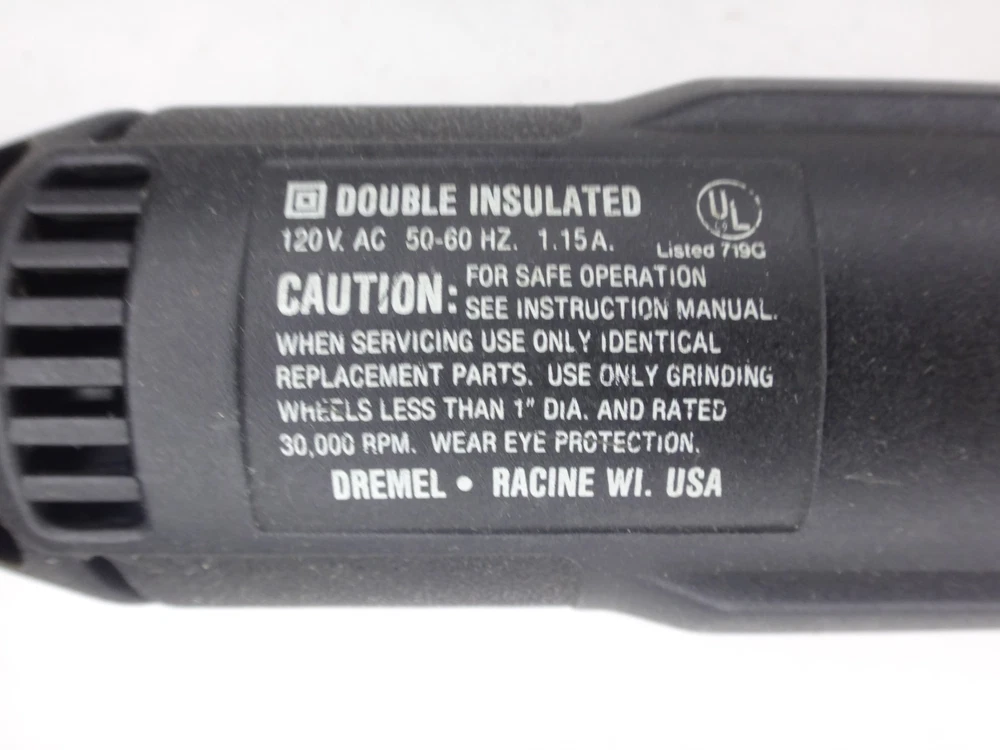 DOUBLE INSULATED
UL
120V. AC 50-60 HZ. 1.15A.
Listed 719G
CAUTION: FOR SAFE OPERATION
SEE INSTRUCTION MANUAL.
WHEN SERVICING USE ONLY IDENTICAL
REPLACEMENT PARTS. USE ONLY GRINDING
WHEELS LESS THAN 1" DIA. AND RATED
30,000 RPM. WEAR EYE PROTECTION.
DREMEL • RACINE WI. USA